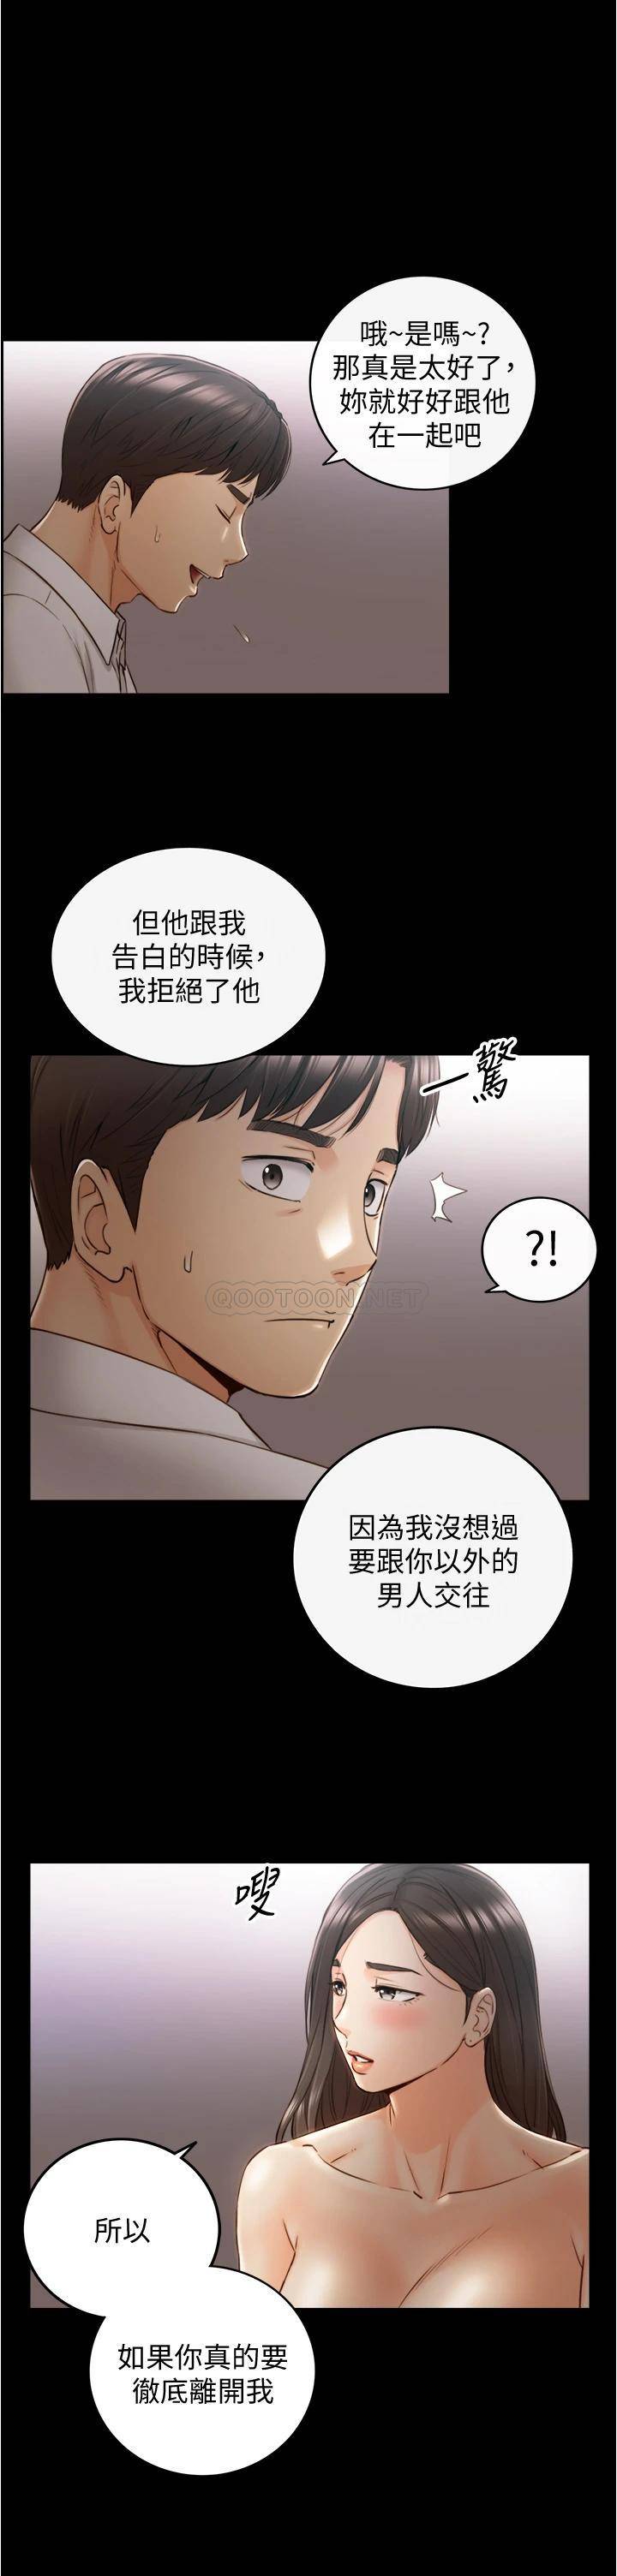 哦~是嗎~?
那真是太好了,
妳就好好跟他
在一起吧
但他跟我
告白的時候,
我拒絕了他
驚
?!
QOOTOON.NET
因為我沒想過
要跟你以外的
男人交往
嗖
所以
如果你真的要
徹底離開我